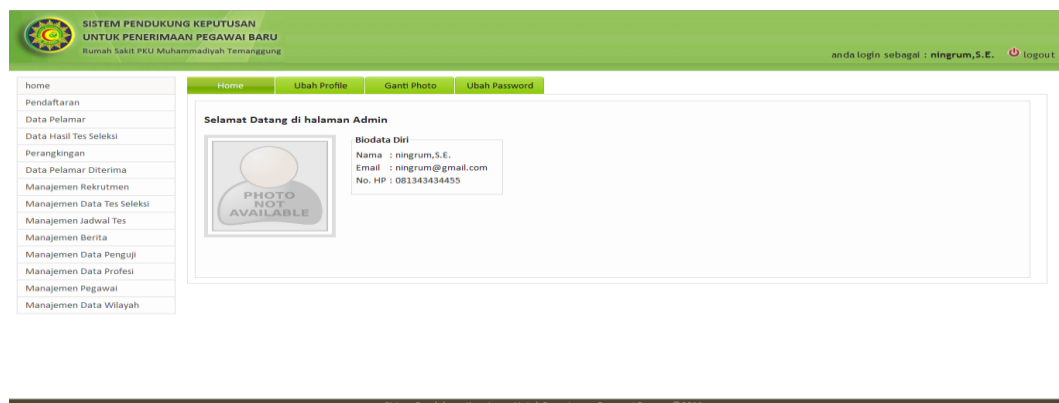 SISTEM PENDUKUNG KEPUTUSAN
UNTUK PENERIMAAN PEGAWAI BARU
Rumah Sakit PKU Muhammadiyah Temanggung
anda login sebagai : ningrum,S.E. logout
home
Pendaftaran
Data Pelamar
Data Hasil Tes Seleksi
Perangkingan
Data Pelamar Diterima
Manajemen Rekrutmen
Manajemen Data Tes Seleksi
Manajemen Jadwal Tes
Manajemen Berita
Manajemen Data Penguji
Manajemen Data Profesi
Manajemen Pegawai
Manajemen Data Wilayah
Home Ubah Profile Ganti Photo Ubah Password
Selamat Datang di halaman Admin
PHOTO
NOT
AVAILABLE
Biodata Diri
Nama : ningrum,S.E.
Email : ningrum@gmail.com
No. HP : 081343434455